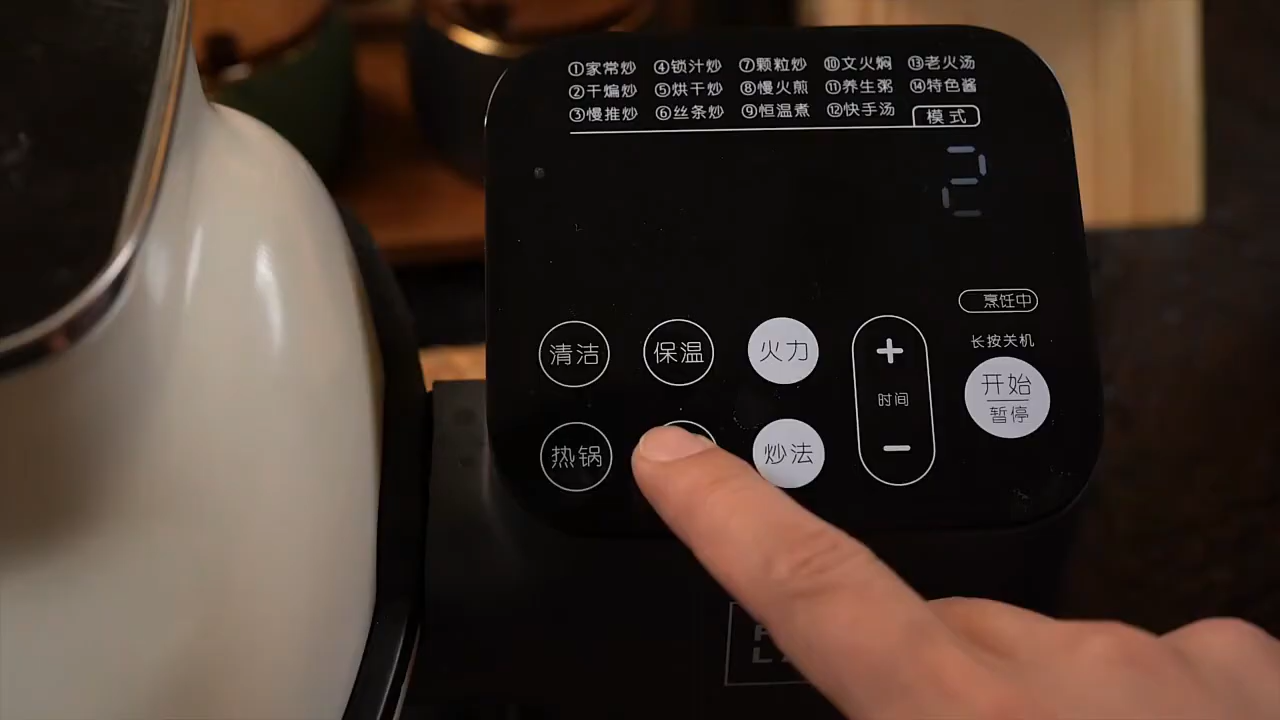 ①家常炒 ④锁汁炒 ⑦颗粒炒 ⑩文火焖 ⑬老火汤
②干煸炒 ⑤烘干炒 ⑧慢火煎 ⑪养生粥 ⑭特色酱
③慢推炒 ⑥丝条炒 ⑨恒温煮 ⑫快手汤
模式
2
烹饪中
长按关机
清洁 保温 火力 + 开始
时间 暂停
热锅 炒法 −